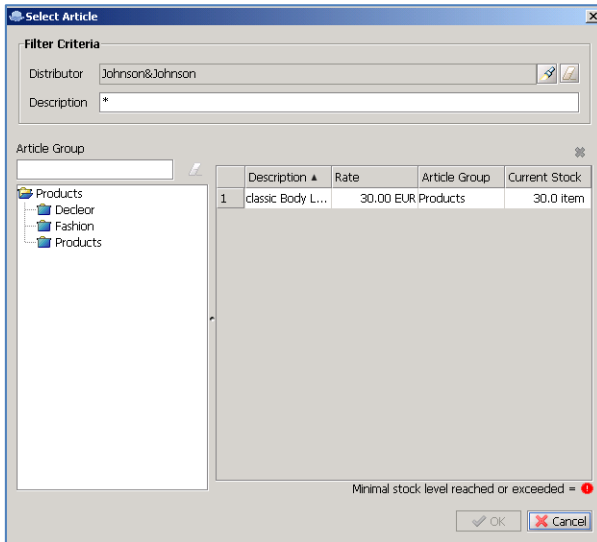 Select Article
Filter Criteria
Distributor Johnson&Johnson
Description *
Article Group
Description Rate Article Group Current Stock
1 classic Body L... 30.00 EUR Products 30.0 item
Products
Decleor
Fashion
Products
Minimal stock level reached or exceeded =
OK Cancel